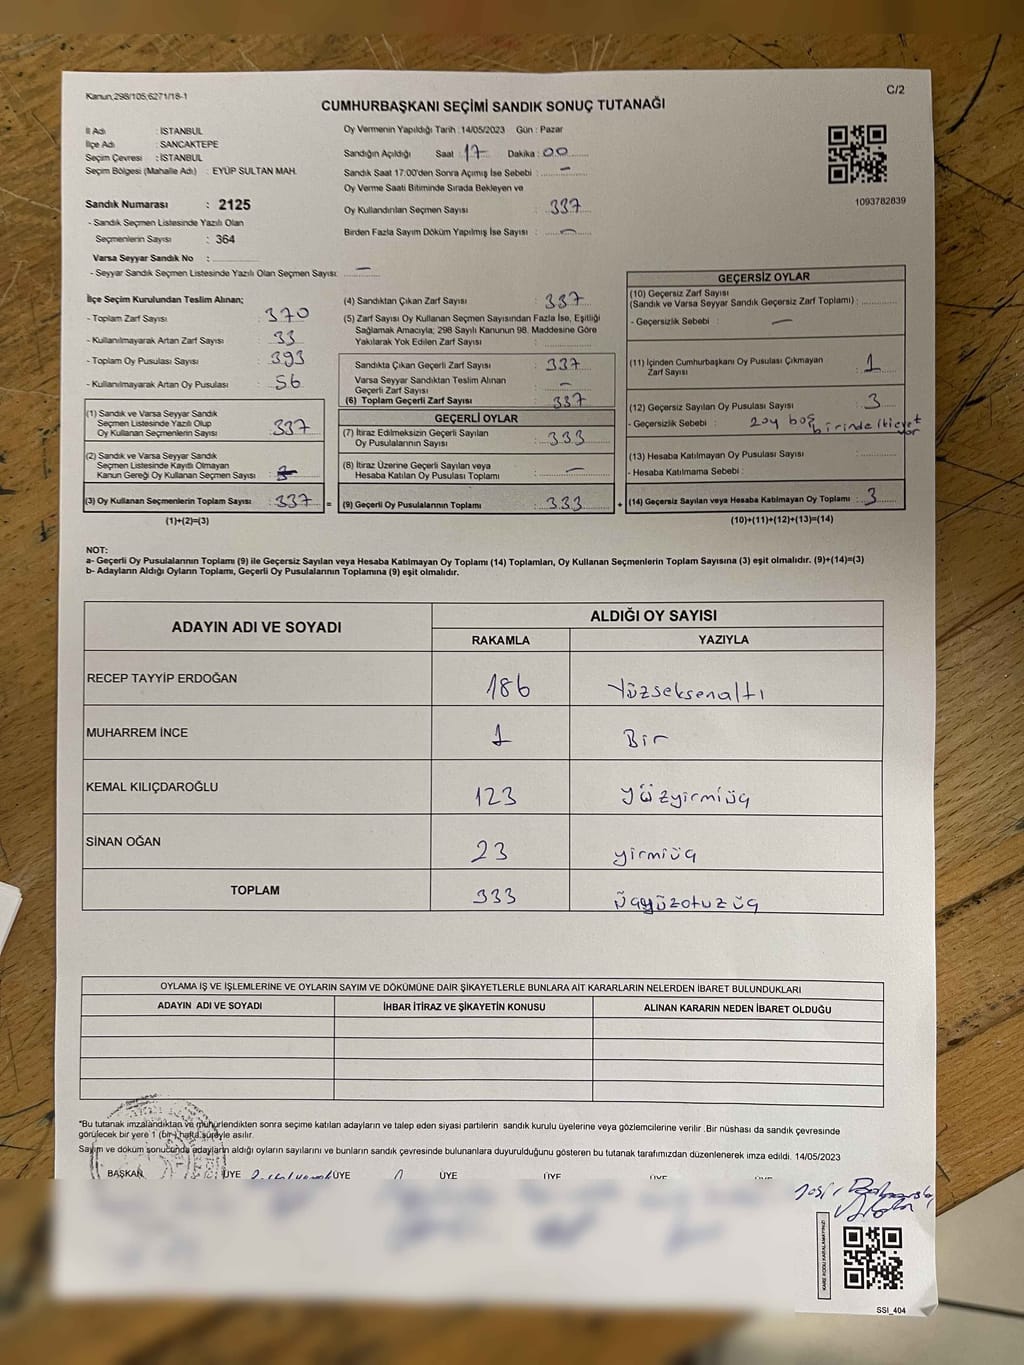 Kanun,298/105,6271/18-1
C/2
CUMHURBAŞKANI SEÇİMİ SANDIK SONUÇ TUTANAĞI
İl Adı : İSTANBUL
İlçe Adı : SANCAKTEPE
Seçim Çevresi : İSTANBUL
Seçim Bölgesi (Mahalle Adı) : EYÜP SULTAN MAH.
Sandık Numarası : 2125
- Sandık Seçmen Listesinde Yazılı Olan
Seçmenlerin Sayısı : 364
Varsa Seyyar Sandık No :
- Seyyar Sandık Seçmen Listesinde Yazılı Olan Seçmen Sayısı: —
Oy Vermenin Yapıldığı Tarih :14/05/2023 Gün : Pazar
Sandığın Açıldığı Saat :17 Dakika :00
Sandık Saat 17:00'den Sonra Açımış İse Sebebi : —
Oy Verme Saati Bitiminde Sırada Bekleyen ve
Oy Kullandırılan Seçmen Sayısı : 337
Birden Fazla Sayım Döküm Yapılmış İse Sayısı : —
1093782839
İlçe Seçim Kurulundan Teslim Alınan;
- Toplam Zarf Sayısı : 370
- Kullanılmayarak Artan Zarf Sayısı : 33
- Toplam Oy Pusulası Sayısı : 393
- Kullanılmayarak Artan Oy Pusulası : 56
(1) Sandık ve Varsa Seyyar Sandık
Seçmen Listesinde Yazılı Olup
Oy Kullanan Seçmenlerin Sayısı : 337
(2) Sandık ve Varsa Seyyar Sandık
Seçmen Listesinde Kayıtlı Olmayan
Kanun Gereği Oy Kullanan Seçmen Sayısı :
(3) Oy Kullanan Seçmenlerin Toplam Sayısı : 337 =
(1)+(2)=(3)
(4) Sandıktan Çıkan Zarf Sayısı : 337
(5) Zarf Sayısı Oy Kullanan Seçmen Sayısından Fazla İse, Eşitliği
Sağlamak Amacıyla; 298 Sayılı Kanunun 98. Maddesine Göre
Yakılarak Yok Edilen Zarf Sayısı :
Sandıkta Çıkan Geçerli Zarf Sayısı : 337
Varsa Seyyar Sandıktan Teslim Alınan
Geçerli Zarf Sayısı : —
(6) Toplam Geçerli Zarf Sayısı : 337
GEÇERLİ OYLAR
(7) İtiraz Edilmeksizin Geçerli Sayılan
Oy Pusulalarının Sayısı : 333
(8) İtiraz Üzerine Geçerli Sayılan veya
Hesaba Katılan Oy Pusulası Toplamı : —
(9) Geçerli Oy Pusulalarının Toplamı : 333 +
GEÇERSİZ OYLAR
(10) Geçersiz Zarf Sayısı
(Sandık ve Varsa Seyyar Sandık Geçersiz Zarf Toplamı) :
- Geçersizlik Sebebi : —
(11) İçinden Cumhurbaşkanı Oy Pusulası Çıkmayan
Zarf Sayısı : 1
(12) Geçersiz Sayılan Oy Pusulası Sayısı : 3
- Geçersizlik Sebebi : 2 oy boş
birinde iki evet
var
(13) Hesaba Katılmayan Oy Pusulası Sayısı :
- Hesaba Katılmama Sebebi :
(14) Geçersiz Sayılan veya Hesaba Katılmayan Oy Toplamı : 3
(10)+(11)+(12)+(13)=(14)
NOT:
a- Geçerli Oy Pusulalarının Toplamı (9) ile Geçersiz Sayılan veya Hesaba Katılmayan Oy Toplamı (14) Toplamları, Oy Kullanan Seçmenlerin Toplam Sayısına (3) eşit olmalıdır. (9)+(14)=(3)
b- Adayların Aldığı Oyların Toplamı, Geçerli Oy Pusulalarının Toplamına (9) eşit olmalıdır.
ADAYIN ADI VE SOYADI
ALDIĞI OY SAYISI
RAKAMLA YAZIYLA
RECEP TAYYİP ERDOĞAN 186 Yüzseksenaltı
MUHARREM İNCE 1 Bir
KEMAL KILIÇDAROĞLU 123 yüzyirmiüç
SİNAN OĞAN 23 yirmiüç
TOPLAM 333 üçyüzotuzüç
OYLAMA İŞ VE İŞLEMLERİNE VE OYLARIN SAYIM VE DÖKÜMÜNE DAİR ŞİKAYETLERLE BUNLARA AİT KARARLARIN NELERDEN İBARET BULUNDUKLARI
ADAYIN ADI VE SOYADI İHBAR İTİRAZ VE ŞİKAYETİN KONUSU ALINAN KARARIN NEDEN İBARET OLDUĞU
*Bu tutanak imzalandıktan ve mühürlendikten sonra seçime katılan adayların ve talep eden siyasi partilerin sandık kurulu üyelerine veya gözlemcilerine verilir .Bir nüshası da sandık çevresinde
görülecek bir yere 1 (bir ) hafta süreyle asılır.
Sayım ve döküm sonucunda adayların aldığı oyların sayılarını ve bunların sandık çevresinde bulunanlara duyurulduğunu gösteren bu tutanak tarafımızdan düzenlenerek imza edildi. 14/05/2023
BAŞKAN ÜYE ÜYE ÜYE ÜYE ÜYE ÜYE
KARE KODU KARALAMAYINIZ!
SSI_404